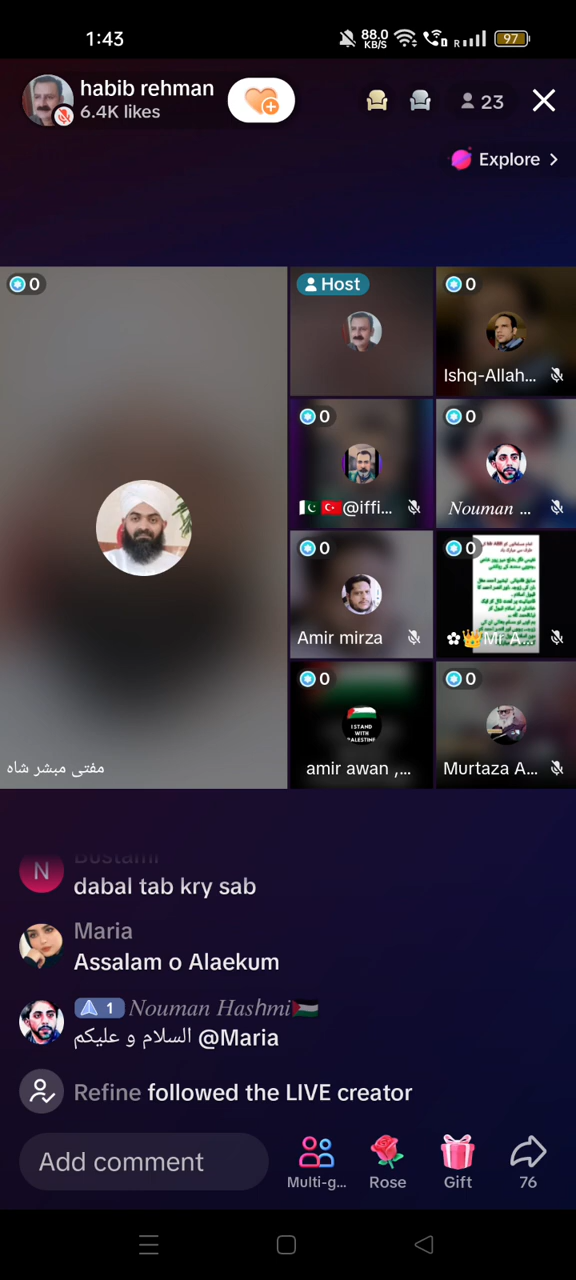 1:43
88.0
KB/S
R
97
habib rehman
6.4K likes
23
Explore
0
Host
0
Ishq-Allah...
0
🇵🇰🇹🇷@iffi...
0
Nouman ...
0
Amir mirza
0
✿👑Mr A...
0
I STAND
WITH
PALESTINE
amir awan ,...
0
Murtaza A...
مفتی مبشر شاہ
N
Bustami
dabal tab kry sab
Maria
Assalam o Alaekum
1 Nouman Hashmi🇵🇸
السلام و علیکم @Maria
Refine followed the LIVE creator
Add comment
Multi-g...
Rose
Gift
76